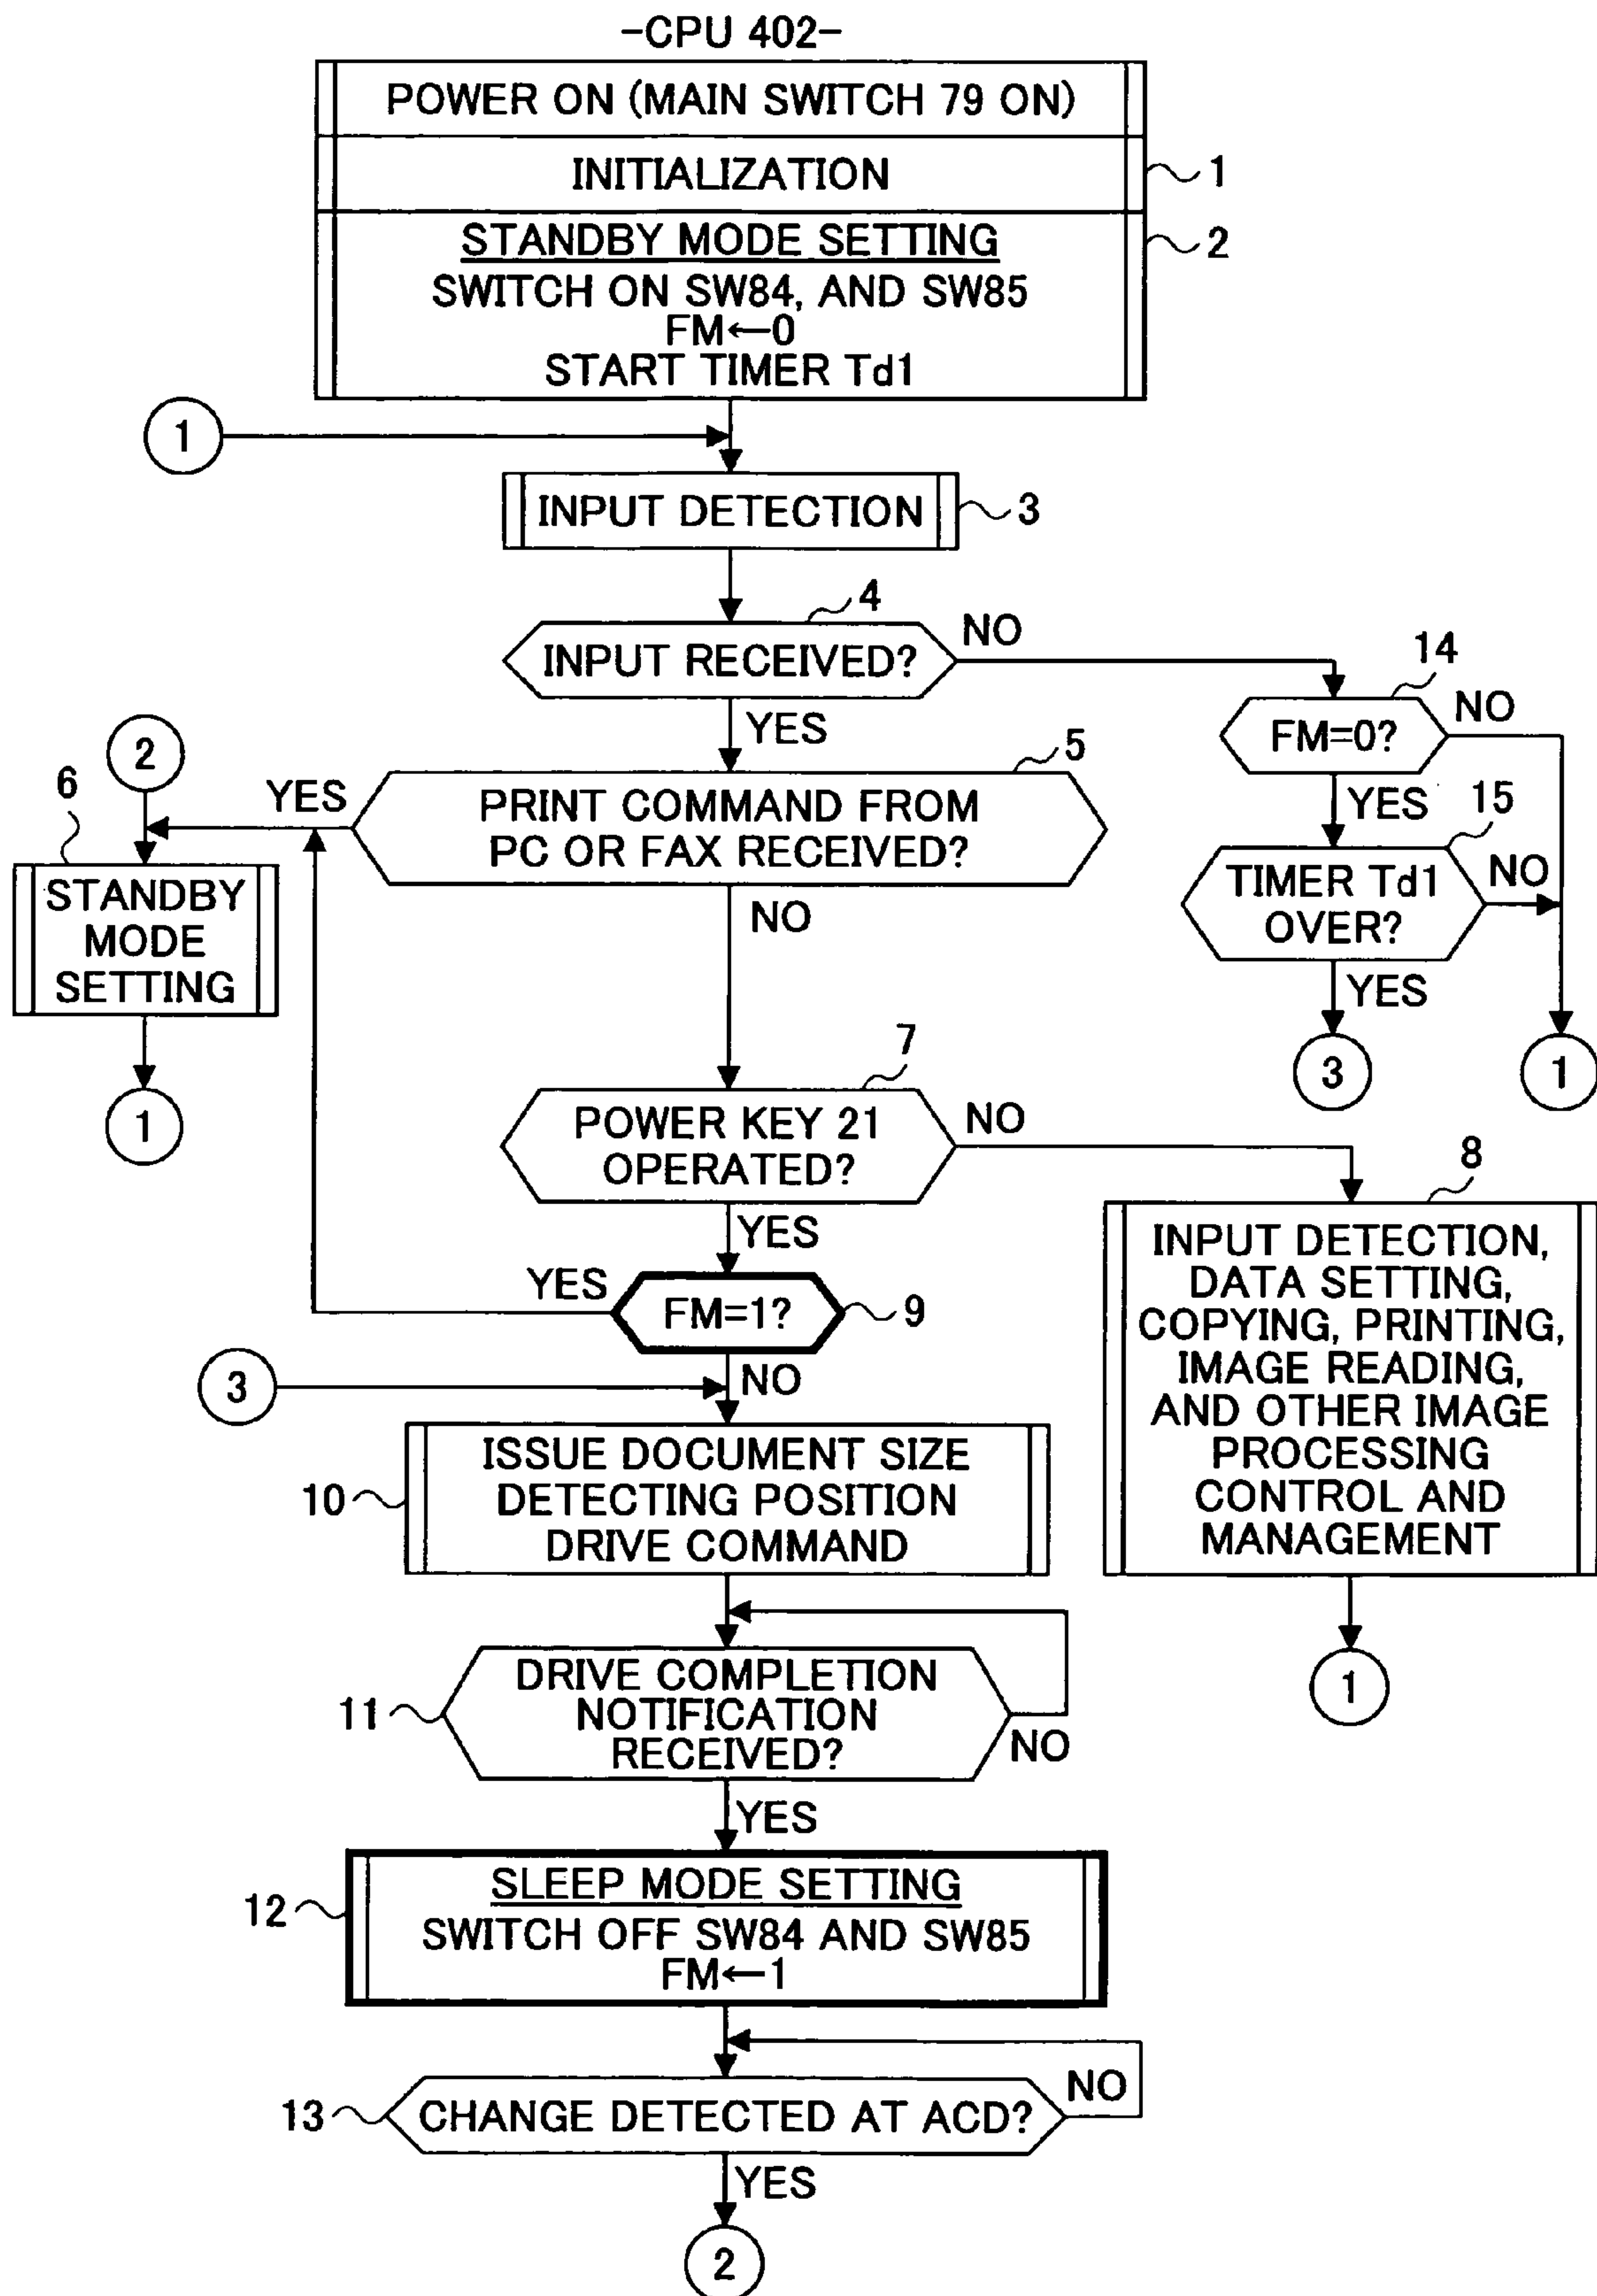 -CPU 402-
POWER ON (MAIN SWITCH 79 ON)
INITIALIZATION
1
STANDBY MODE SETTING
2
SWITCH ON SW84, AND SW85
FM←0
START TIMER Td1
1
INPUT DETECTION
3
4
INPUT RECEIVED?
NO
YES
14
FM=0?
NO
YES
2
5
6
YES
PRINT COMMAND FROM
PC OR FAX RECEIVED?
NO
15
TIMER Td1
OVER?
NO
YES
3
1
STANDBY
MODE
SETTING
1
7
POWER KEY 21
OPERATED?
NO
YES
8
INPUT DETECTION,
DATA SETTING,
COPYING, PRINTING,
IMAGE READING,
AND OTHER IMAGE
PROCESSING
CONTROL AND
MANAGEMENT
1
YES
FM=1?
9
NO
3
10
ISSUE DOCUMENT SIZE
DETECTING POSITION
DRIVE COMMAND
11
DRIVE COMPLETION
NOTIFICATION
RECEIVED?
NO
YES
12
SLEEP MODE SETTING
SWITCH OFF SW84 AND SW85
FM←1
13
CHANGE DETECTED AT ACD?
NO
YES
2